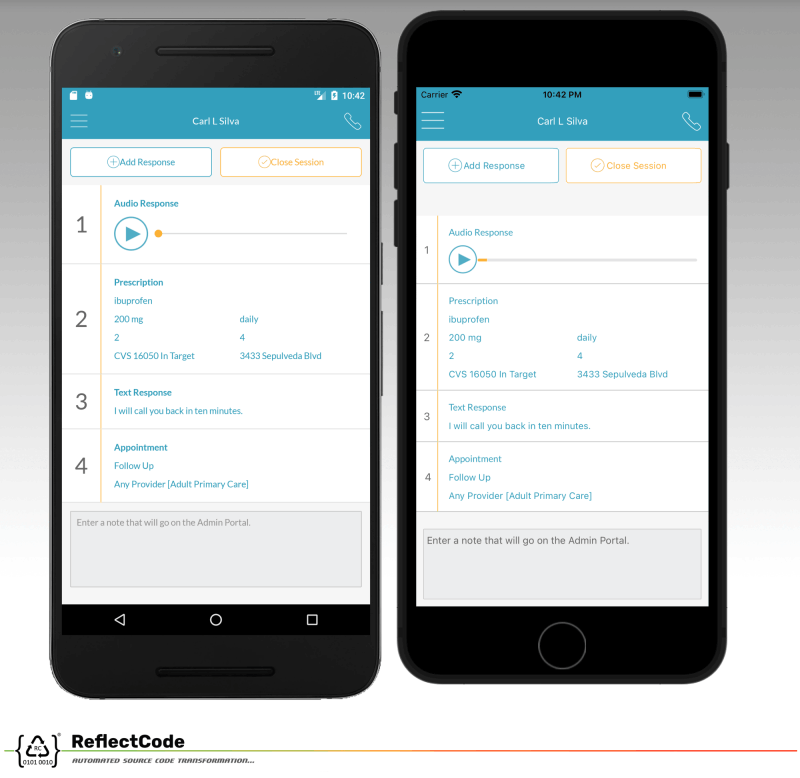 LTE 10:42
Carl L Silva
Add Response
Close Session
1
Audio Response
2
Prescription
ibuprofen
200 mg daily
2 4
CVS 16050 In Target 3433 Sepulveda Blvd
3
Text Response
I will call you back in ten minutes.
4
Appointment
Follow Up
Any Provider [Adult Primary Care]
Enter a note that will go on the Admin Portal.
Carrier 10:42 PM
Carl L Silva
Add Response
Close Session
1
Audio Response
2
Prescription
ibuprofen
200 mg daily
2 4
CVS 16050 In Target 3433 Sepulveda Blvd
3
Text Response
I will call you back in ten minutes.
4
Appointment
Follow Up
Any Provider [Adult Primary Care]
Enter a note that will go on the Admin Portal.
{RC}®
0101 0010
ReflectCode
AUTOMATED SOURCE CODE TRANSFORMATION...